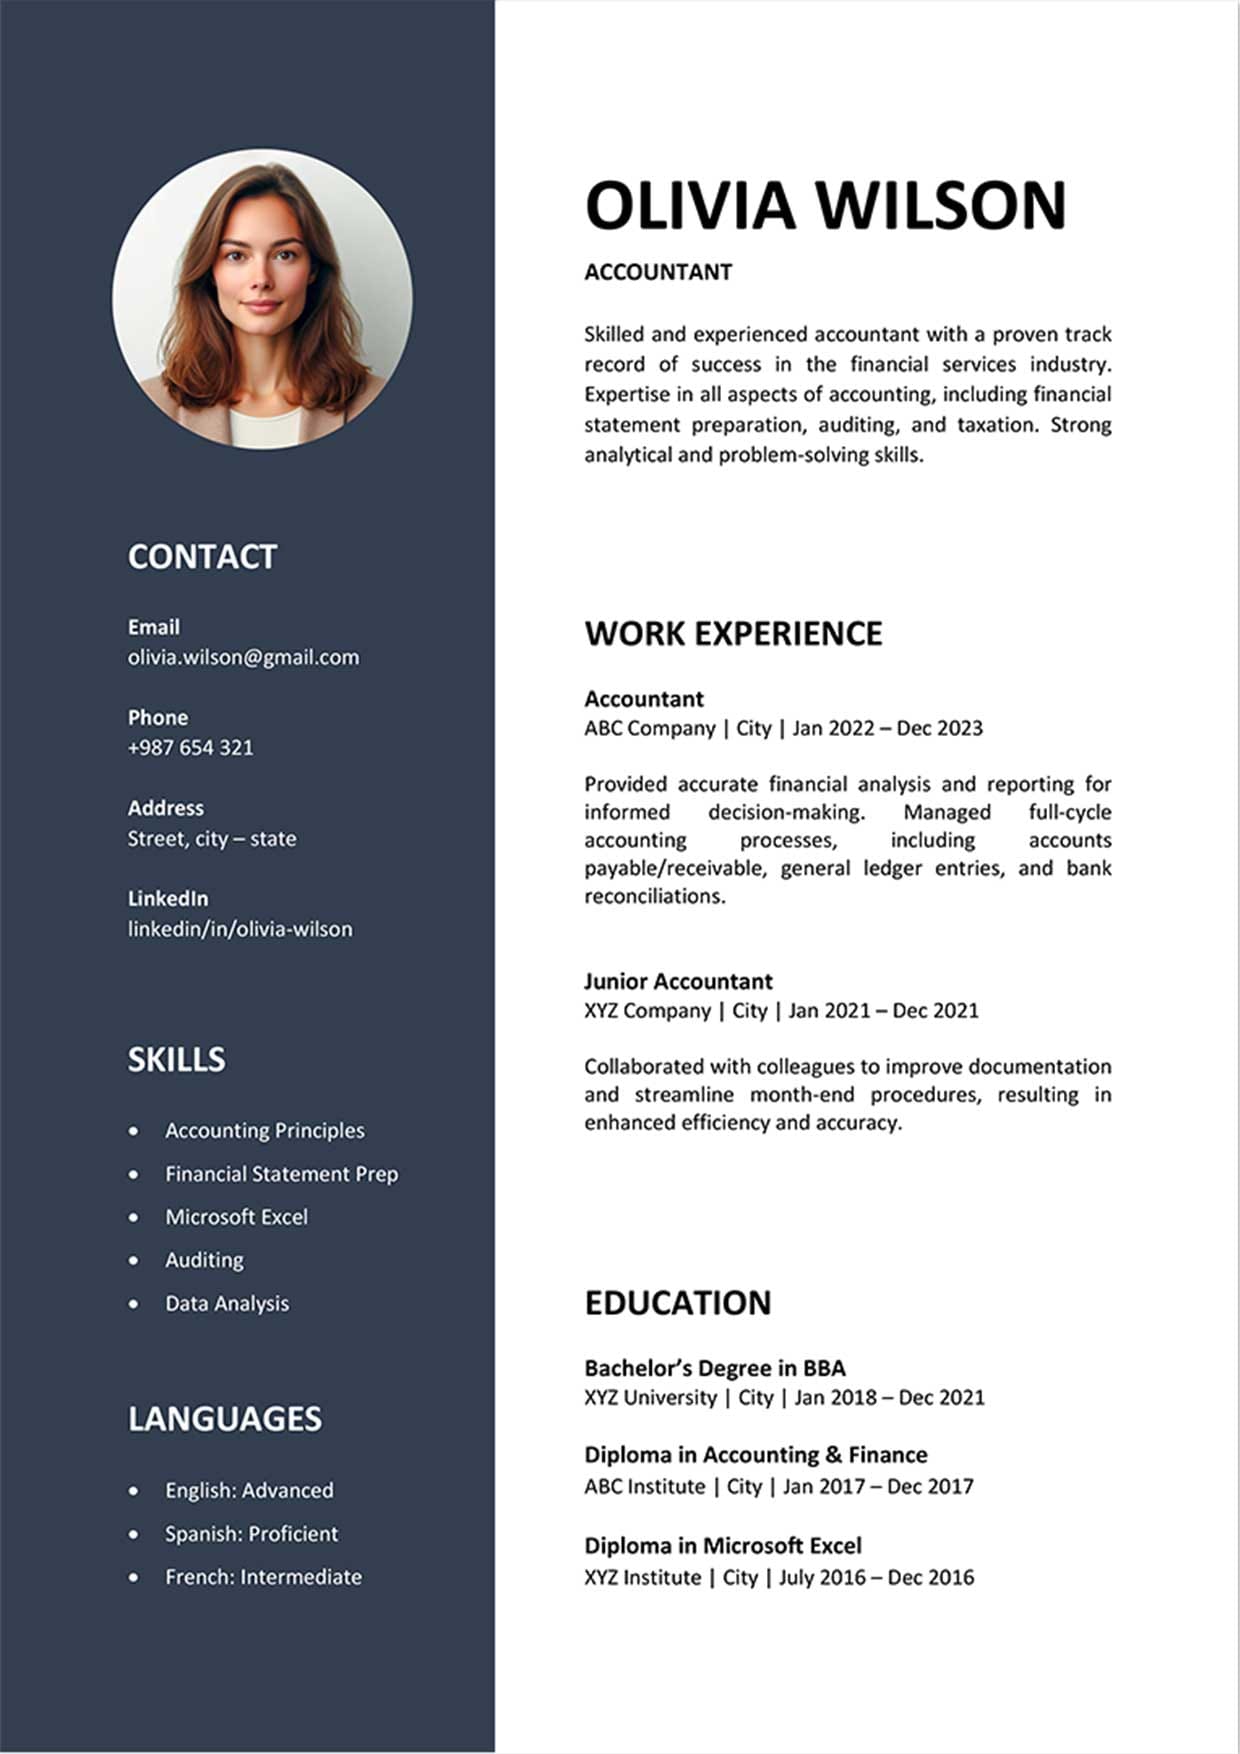 OLIVIA WILSON
ACCOUNTANT
Skilled and experienced accountant with a proven track
record of success in the financial services industry.
Expertise in all aspects of accounting, including financial
statement preparation, auditing, and taxation. Strong
analytical and problem-solving skills.
CONTACT
Email
olivia.wilson@gmail.com
Phone
+987 654 321
Address
Street, city – state
LinkedIn
linkedin/in/olivia-wilson
SKILLS
• Accounting Principles
• Financial Statement Prep
• Microsoft Excel
• Auditing
• Data Analysis
LANGUAGES
• English: Advanced
• Spanish: Proficient
• French: Intermediate
WORK EXPERIENCE
Accountant
ABC Company | City | Jan 2022 – Dec 2023
Provided accurate financial analysis and reporting for
informed decision-making. Managed full-cycle
accounting processes, including accounts
payable/receivable, general ledger entries, and bank
reconciliations.
Junior Accountant
XYZ Company | City | Jan 2021 – Dec 2021
Collaborated with colleagues to improve documentation
and streamline month-end procedures, resulting in
enhanced efficiency and accuracy.
EDUCATION
Bachelor’s Degree in BBA
XYZ University | City | Jan 2018 – Dec 2021
Diploma in Accounting & Finance
ABC Institute | City | Jan 2017 – Dec 2017
Diploma in Microsoft Excel
XYZ Institute | City | July 2016 – Dec 2016